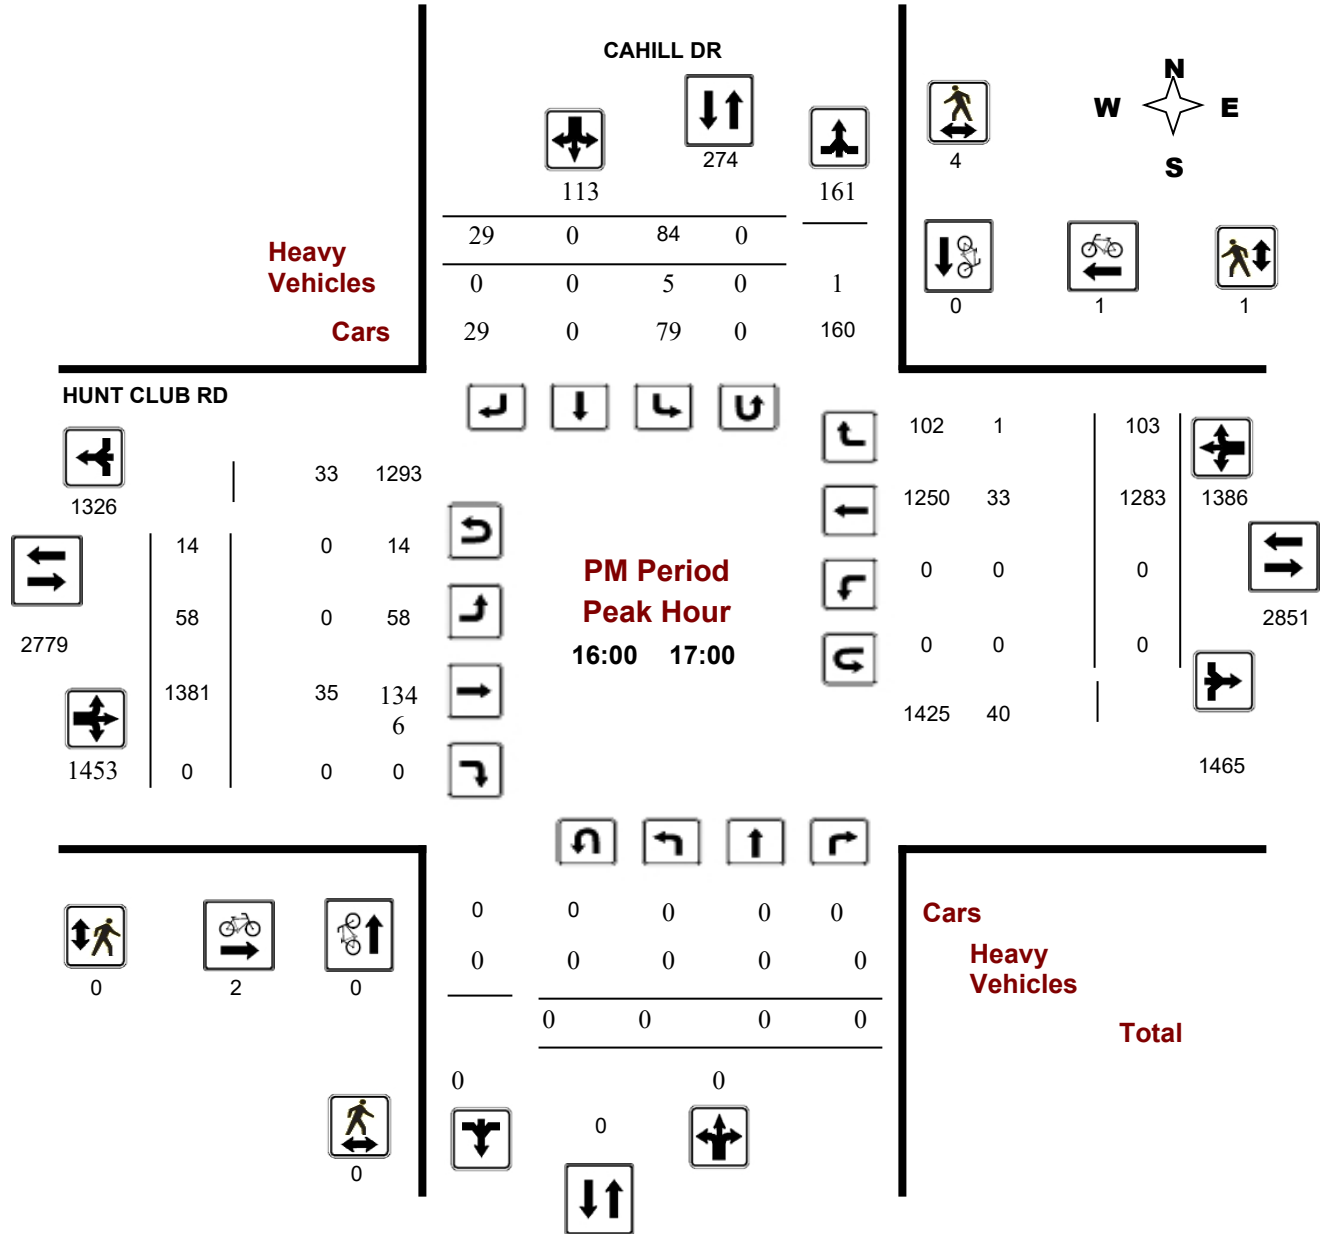 CAHILL DR
N
W E
S
274
4
113 161
29 0 84 0
Heavy
Vehicles
0 0 5 0 1
0 1 1
Cars
29 0 79 0 160
HUNT CLUB RD
102 1 103
33 1293
1326
1250 33 1283 1386
14 0 14
PM Period
0 0 0
Peak Hour
58 0 58
2851
2779
16:00 17:00
0 0 0
1381 35 134
6
1425 40
1453 0 0 0
1465
0 0 0 0 0
Cars
Heavy
Vehicles
0 0 0 0 0
0 2 0
0 0 0 0
Total
0 0
0
0